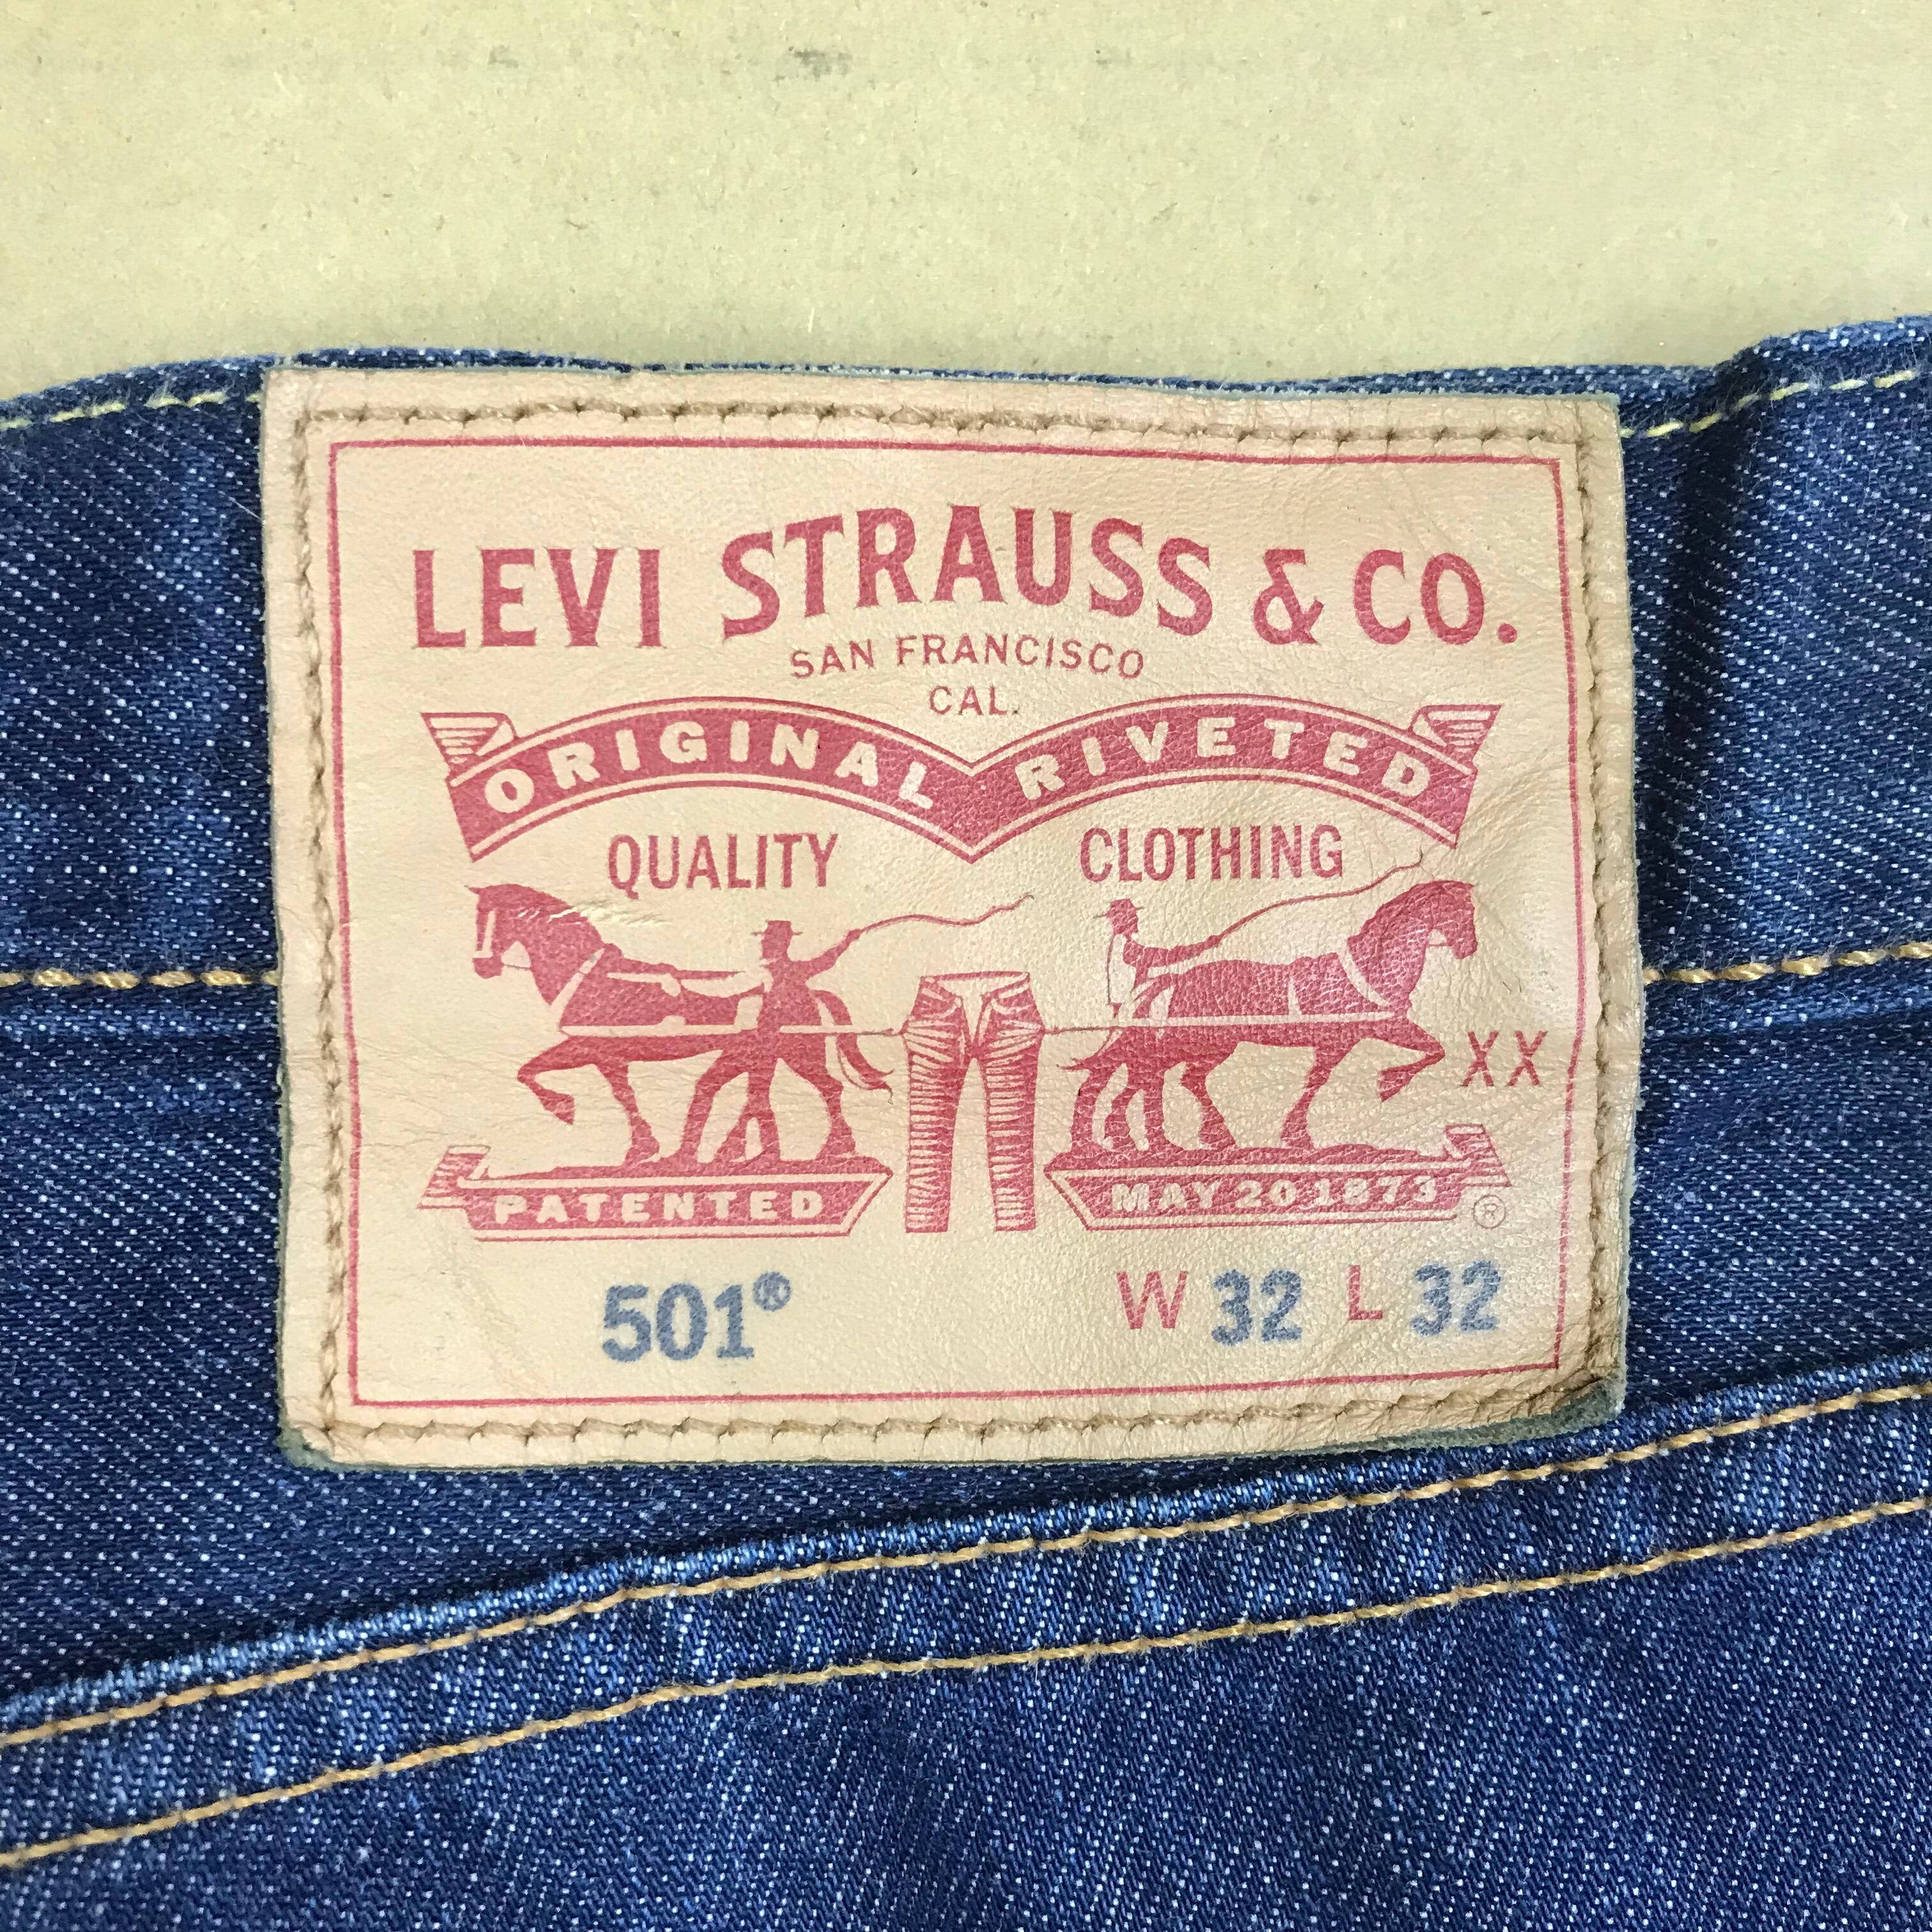 LEVI STRAUSS & CO.
SAN FRANCISCO
CAL.
ORIGINAL RIVETED
QUALITY CLOTHING
XX
PATENTED MAY 20 1873 ®
501® W 32 L 32